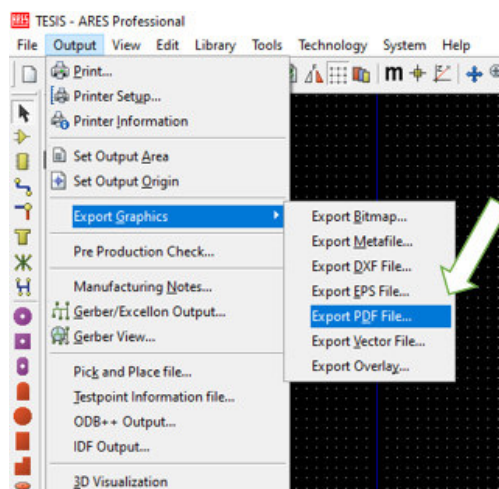 ARES
TESIS - ARES Professional
File Output View Edit Library Tools Technology System Help
m
Print...
Printer Setup...
Printer Information
Set Output Area
Set Output Origin
Export Graphics
Export Bitmap...
Export Metafile...
Export DXF File...
Export EPS File...
Export PDF File...
Export Vector File...
Export Overlay...
Pre Production Check...
Manufacturing Notes...
Gerber/Excellon Output...
Gerber View...
Pick and Place file...
Testpoint Information file...
ODB++ Output...
IDF Output...
3D Visualization